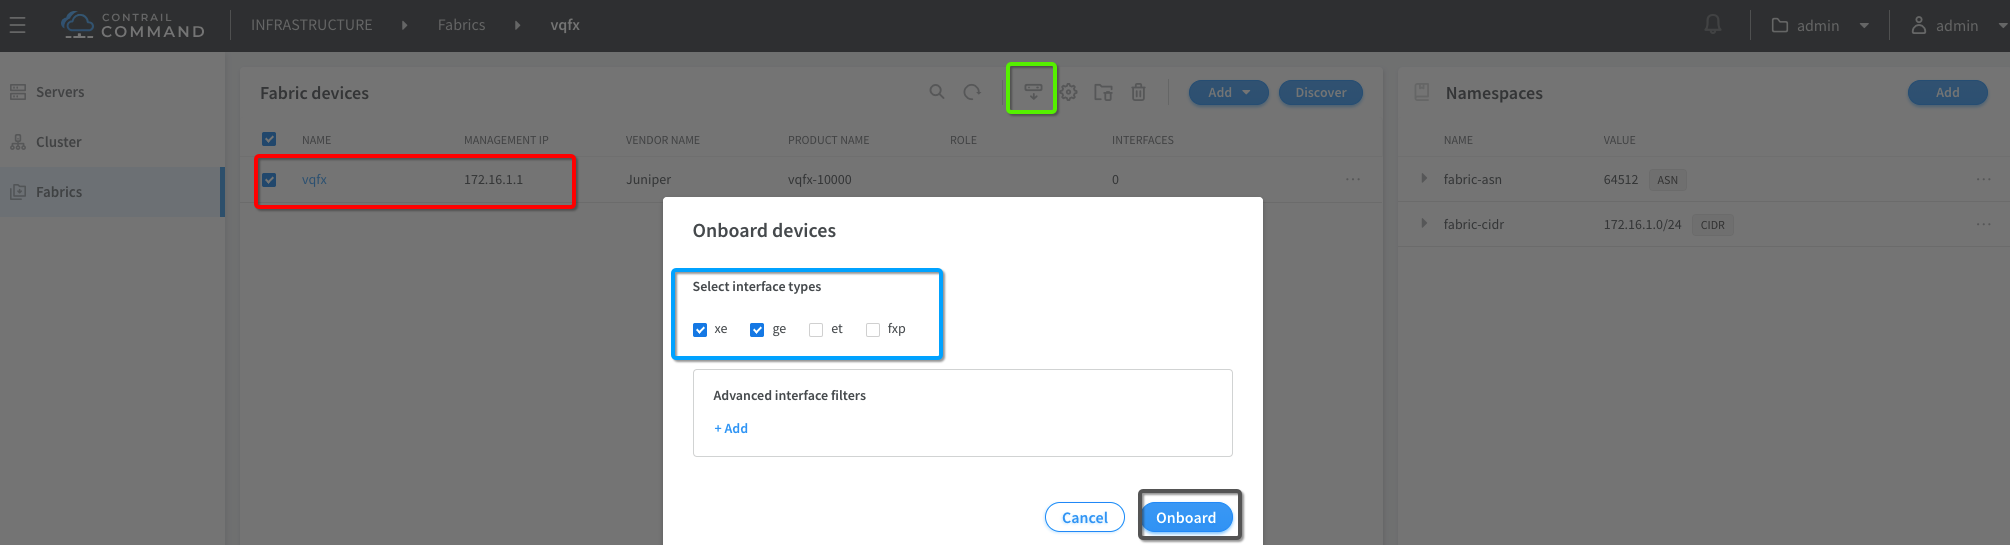 CONTRAIL
COMMAND
INFRASTRUCTURE
Fabrics
vqfx
admin
admin
Servers
Cluster
Fabrics
Fabric devices
Add
Discover
NAME MANAGEMENT IP VENDOR NAME PRODUCT NAME ROLE INTERFACES
vqfx 172.16.1.1 Juniper vqfx-10000 0 ...
Namespaces
Add
NAME VALUE
fabric-asn 64512 ASN ...
fabric-cidr 172.16.1.0/24 CIDR ...
Onboard devices
Select interface types
xe ge et fxp
Advanced interface filters
+ Add
Cancel Onboard